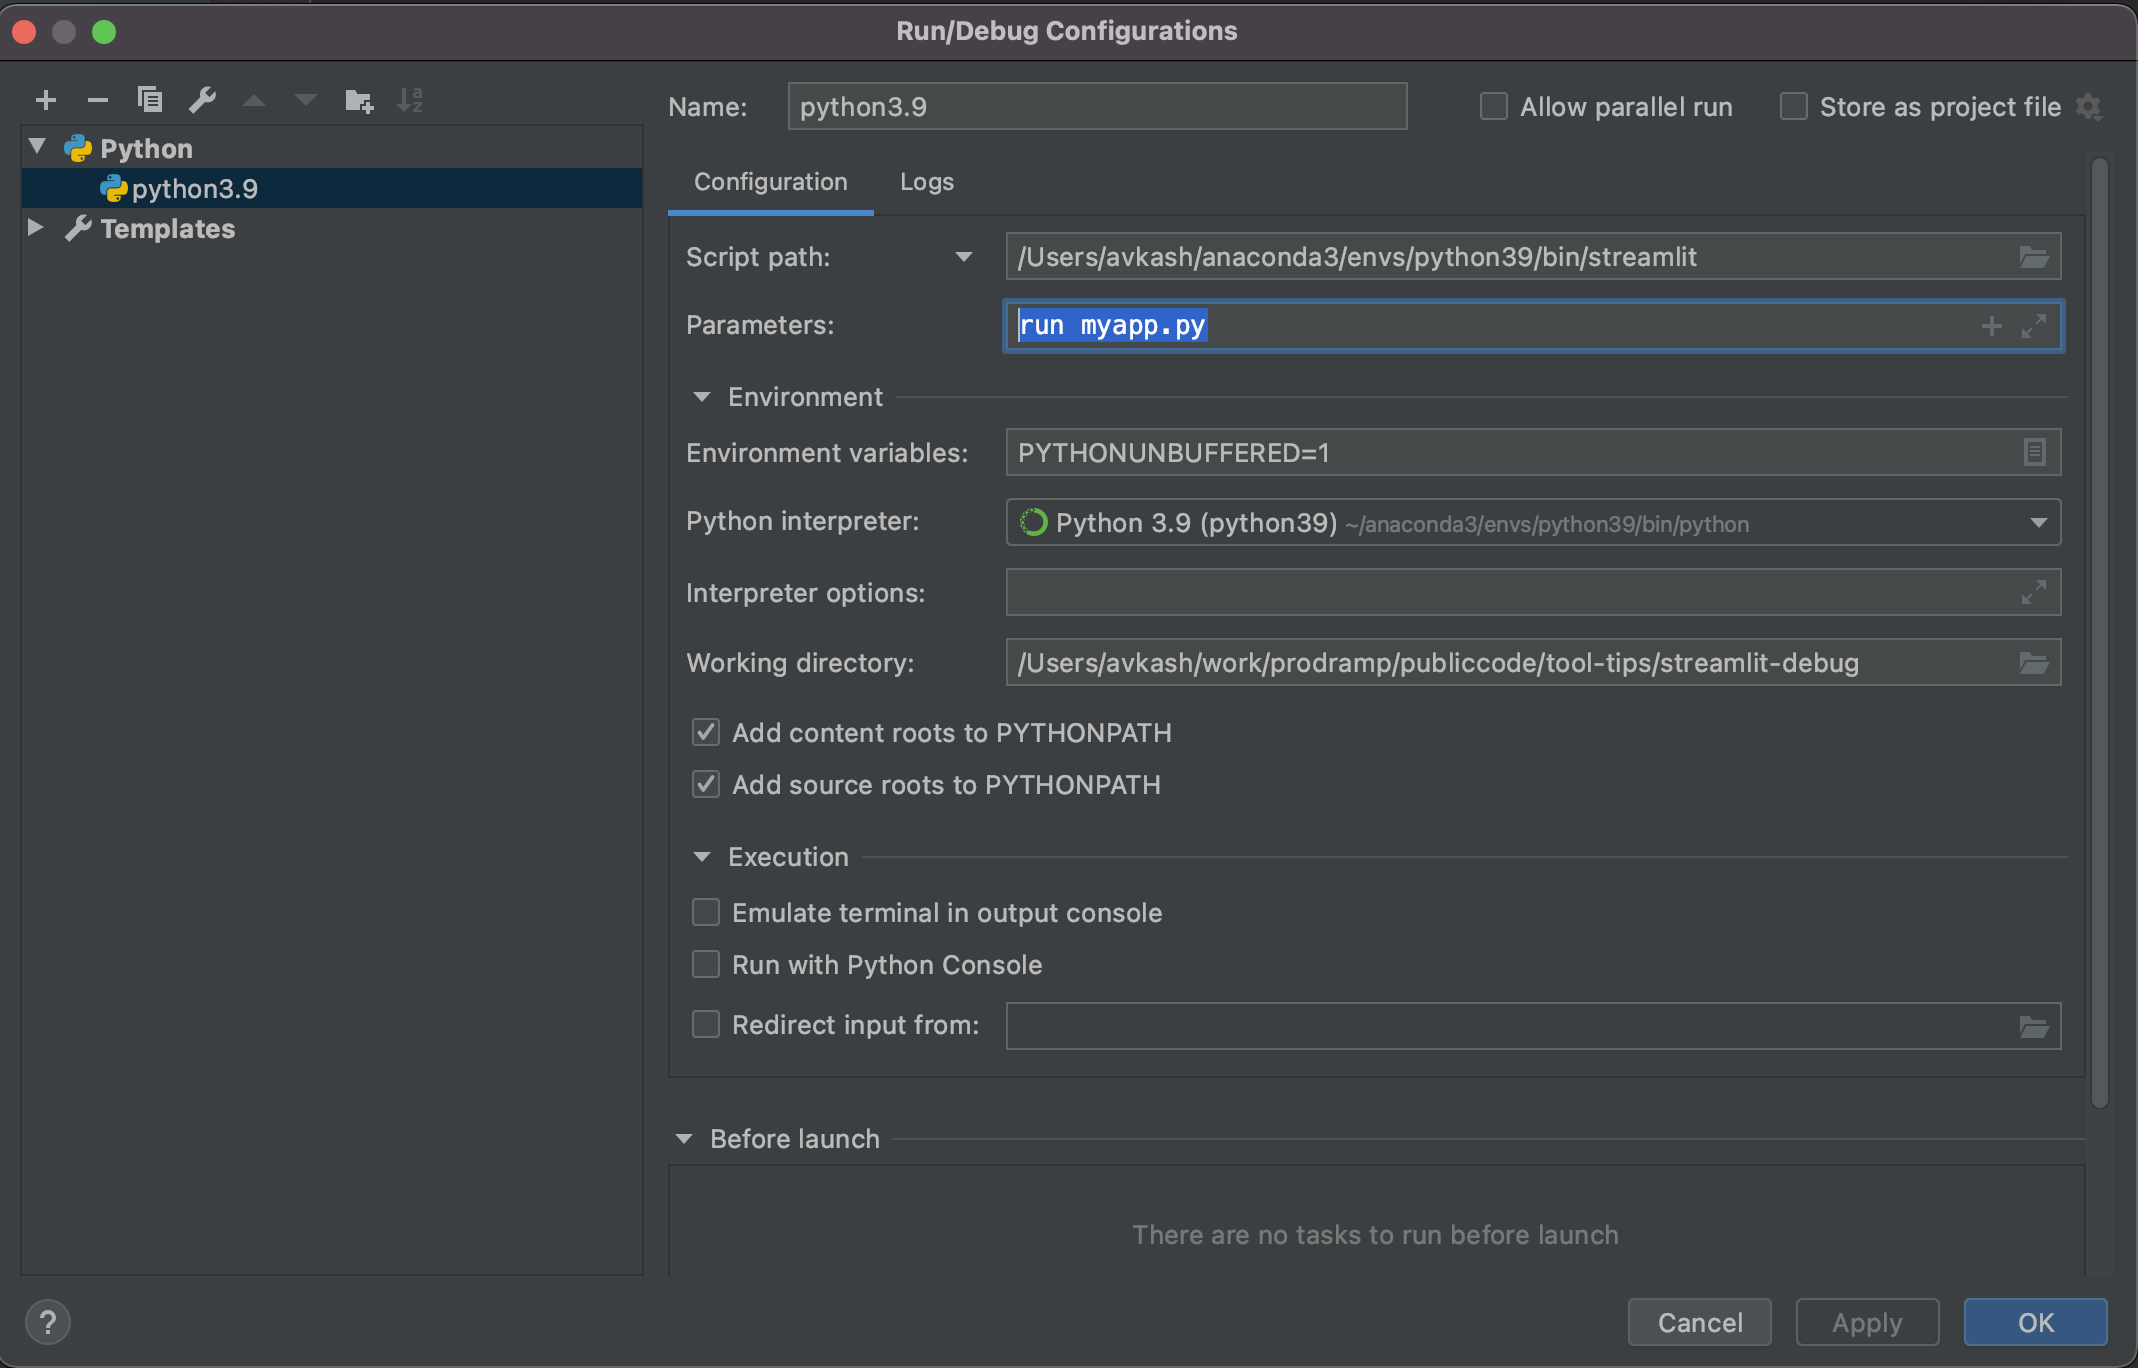 Run/Debug Configurations
Name: python3.9 Allow parallel run Store as project file
Python
python3.9
Templates
Configuration Logs
Script path: /Users/avkash/anaconda3/envs/python39/bin/streamlit
Parameters: run myapp.py
Environment
Environment variables: PYTHONUNBUFFERED=1
Python interpreter: Python 3.9 (python39) ~/anaconda3/envs/python39/bin/python
Interpreter options:
Working directory: /Users/avkash/work/prodramp/publiccode/tool-tips/streamlit-debug
Add content roots to PYTHONPATH
Add source roots to PYTHONPATH
Execution
Emulate terminal in output console
Run with Python Console
Redirect input from:
Before launch
There are no tasks to run before launch
? Cancel Apply OK